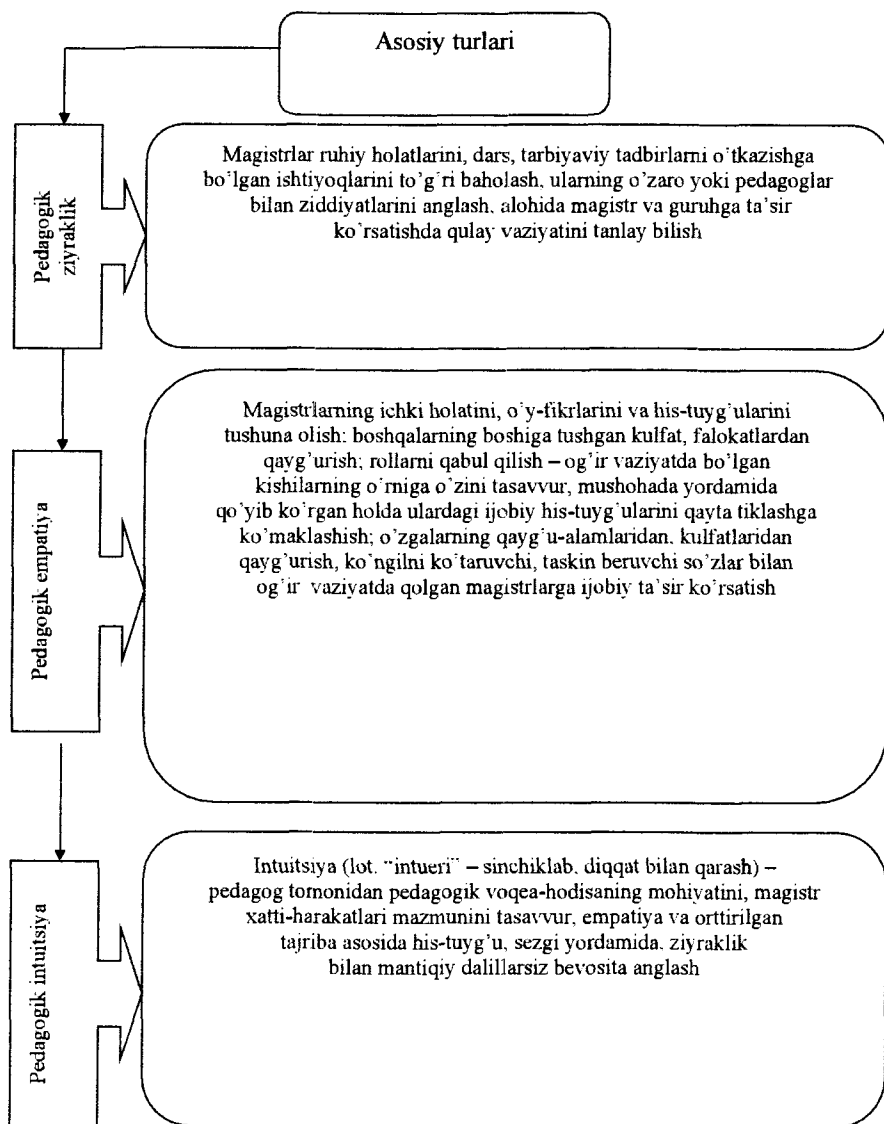 Asosiy turlari
Pedagogik
ziyraklik
Magistrlar ruhiy holatlarini, dars, tarbiyaviy tadbirlarni o'tkazishga
bo'lgan ishtiyoqlarini to'g'ri baholash, ularning o'zaro yoki pedagoglar
bilan ziddiyatlarini anglash, alohida magistr va guruhga ta'sir
ko'rsatishda qulay vaziyatini tanlay bilish
Pedagogik empatiya
Magistrlarning ichki holatini, o'y-fikrlarini va his-tuyg'ularini
tushuna olish: boshqalarning boshiga tushgan kulfat, falokatlardan
qayg'urish; rollarni qabul qilish – og'ir vaziyatda bo'lgan
kishilarning o'rniga o'zini tasavvur, mushohada yordamida
qo'yib ko'rgan holda ulardagi ijobiy his-tuyg'ularini qayta tiklashga
ko'maklashish; o'zgalarning qayg'u-alamlaridan, kulfatlaridan
qayg'urish, ko'ngilni ko'taruvchi, taskin beruvchi so'zlar bilan
og'ir vaziyatda qolgan magistrlarga ijobiy ta'sir ko'rsatish
Pedagogik intuitsiya
Intuitsiya (lot. "intueri" – sinchiklab, diqqat bilan qarash) –
pedagog tomonidan pedagogik voqea-hodisaning mohiyatini, magistr
xatti-harakatlari mazmunini tasavvur, empatiya va orttirilgan
tajriba asosida his-tuyg'u, sezgi yordamida, ziyraklik
bilan mantiqiy dalillarsiz bevosita anglash